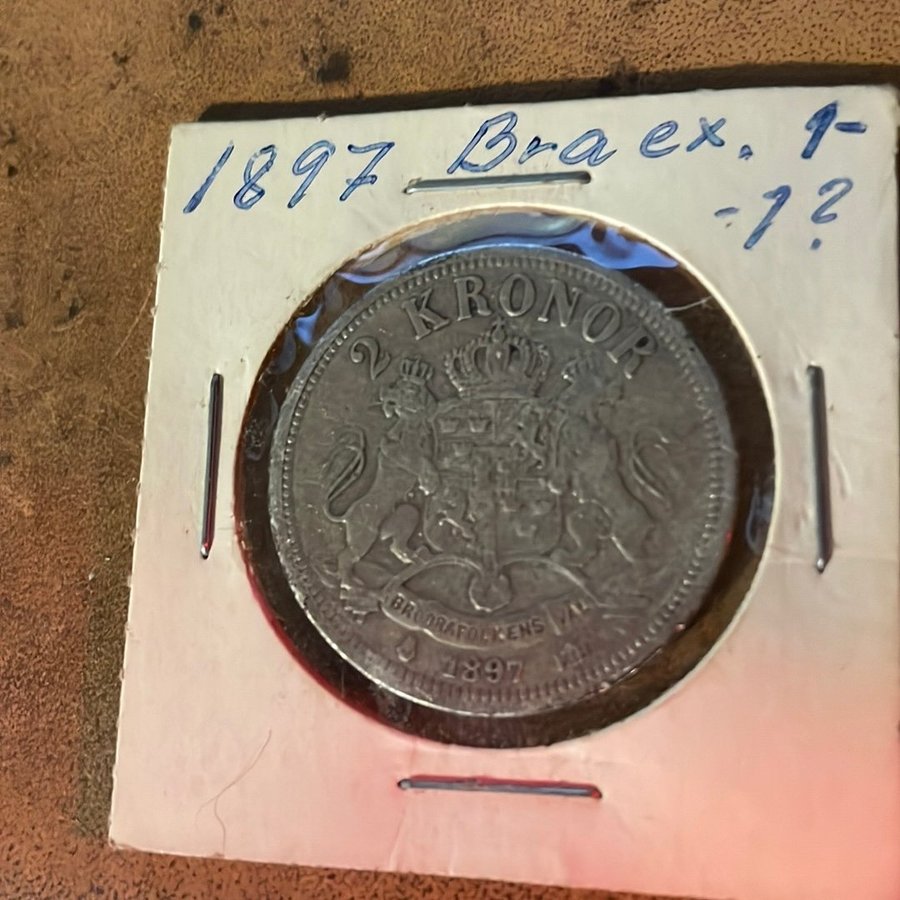 1897 Bra ex. 1-
-1?
2 KRONOR
BRÖDRAFOLKENS VÄL
1897